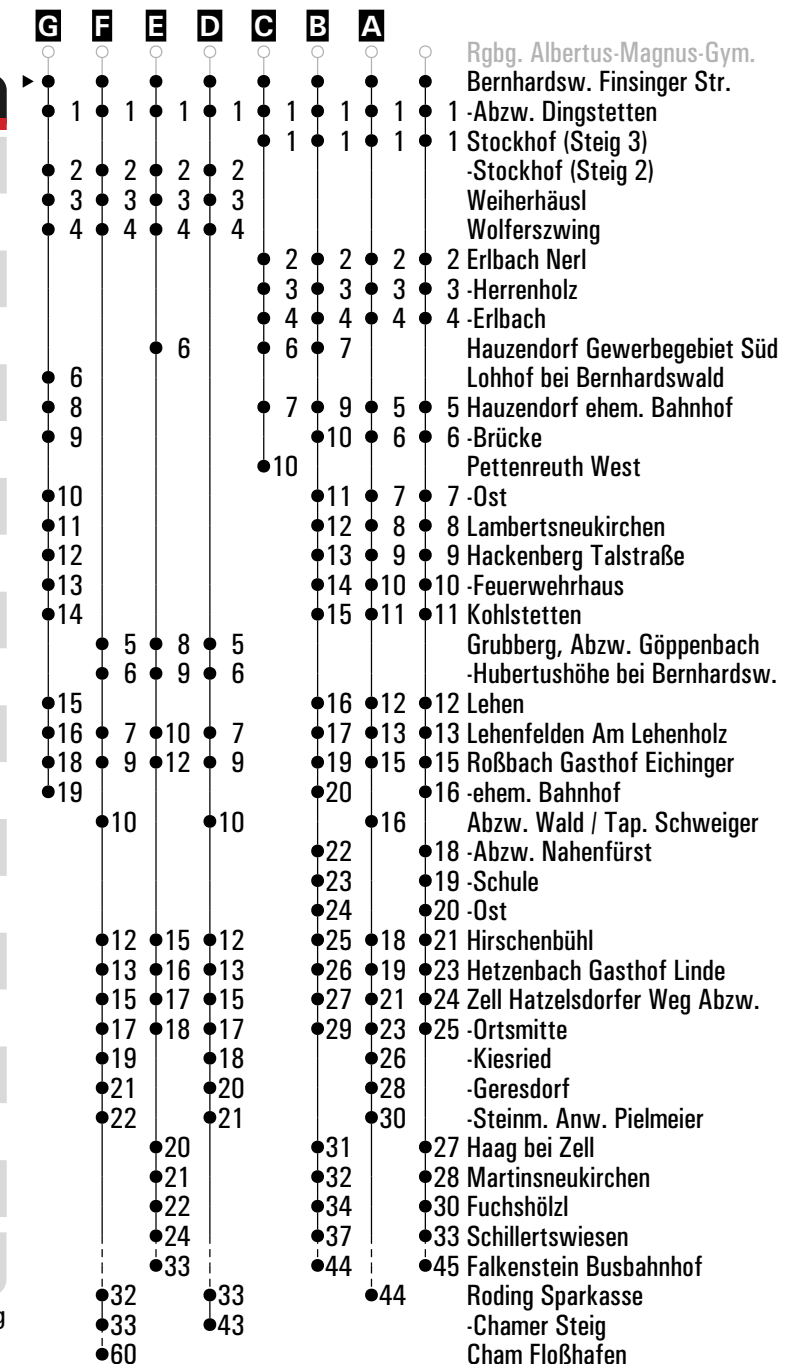 G F E D C B A
Rgbg. Albertus-Magnus-Gym.
Bernhardsw. Finsinger Str.
1 1 1 1 1 1 1 1 -Abzw. Dingstetten
1 1 1 1 Stockhof (Steig 3)
2 2 2 2 -Stockhof (Steig 2)
3 3 3 3 Weiherhäusl
4 4 4 4 Wolferszwing
2 2 2 2 Erlbach Nerl
3 3 3 3 -Herrenholz
4 4 4 4 -Erlbach
6 6 7 Hauzendorf Gewerbegebiet Süd
6 Lohhof bei Bernhardswald
8 7 9 5 5 Hauzendorf ehem. Bahnhof
9 10 6 6 -Brücke
10 Pettenreuth West
10 11 7 7 -Ost
11 12 8 8 Lambertsneukirchen
12 13 9 9 Hackenberg Talstraße
13 14 10 10 -Feuerwehrhaus
14 15 11 11 Kohlstetten
5 8 5 Grubberg, Abzw. Göppenbach
6 9 6 -Hubertushöhe bei Bernhardsw.
15 16 12 12 Lehen
16 7 10 7 17 13 13 Lehenfelden Am Lehenholz
18 9 12 9 19 15 15 Roßbach Gasthof Eichinger
19 20 16 -ehem. Bahnhof
10 10 16 Abzw. Wald / Tap. Schweiger
22 18 -Abzw. Nahenfürst
23 19 -Schule
24 20 -Ost
12 15 12 25 18 21 Hirschenbühl
13 16 13 26 19 23 Hetzenbach Gasthof Linde
15 17 15 27 21 24 Zell Hatzelsdorfer Weg Abzw.
17 18 17 29 23 25 -Ortsmitte
19 18 26 -Kiesried
21 20 28 -Geresdorf
22 21 30 -Steinm. Anw. Pielmeier
20 31 27 Haag bei Zell
21 32 28 Martinsneukirchen
22 34 30 Fuchshölzl
24 37 33 Schillertswiesen
33 44 45 Falkenstein Busbahnhof
32 33 44 Roding Sparkasse
g 33 43 -Chamer Steig
60 Cham Floßhafen